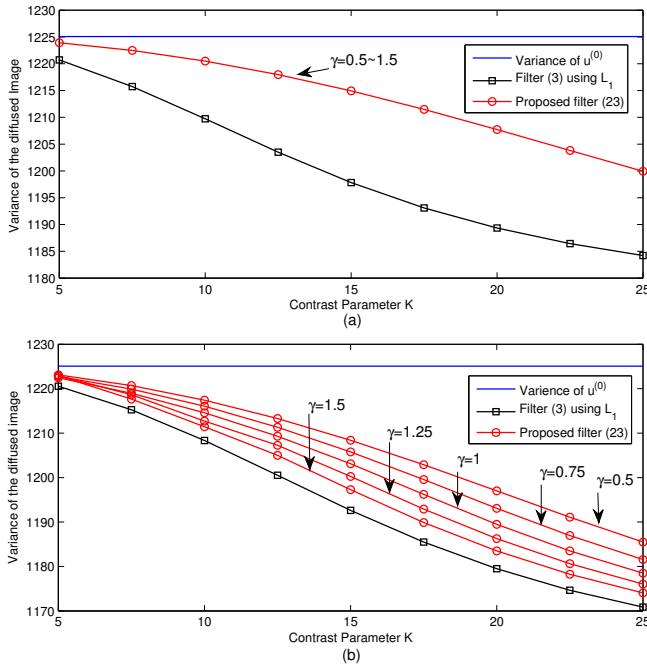 1230
1225
1220
1215
1210
1205
1200
1195
1190
1185
1180
Variance of the diffused Image
γ=0.5~1.5
Variance of u^(0)
Filter (3) using L_1
Proposed filter (23)
5 10 15 20 25
Contrast Parameter K
(a)
1230
1220
1210
1200
1190
1180
1170
Variance of the diffused image
Varience of u^(0)
Filter (3) using L_1
Proposed filter (23)
γ=1.5
γ=1.25
γ=1
γ=0.75
γ=0.5
5 10 15 20 25
Contrast Parameter K
(b)